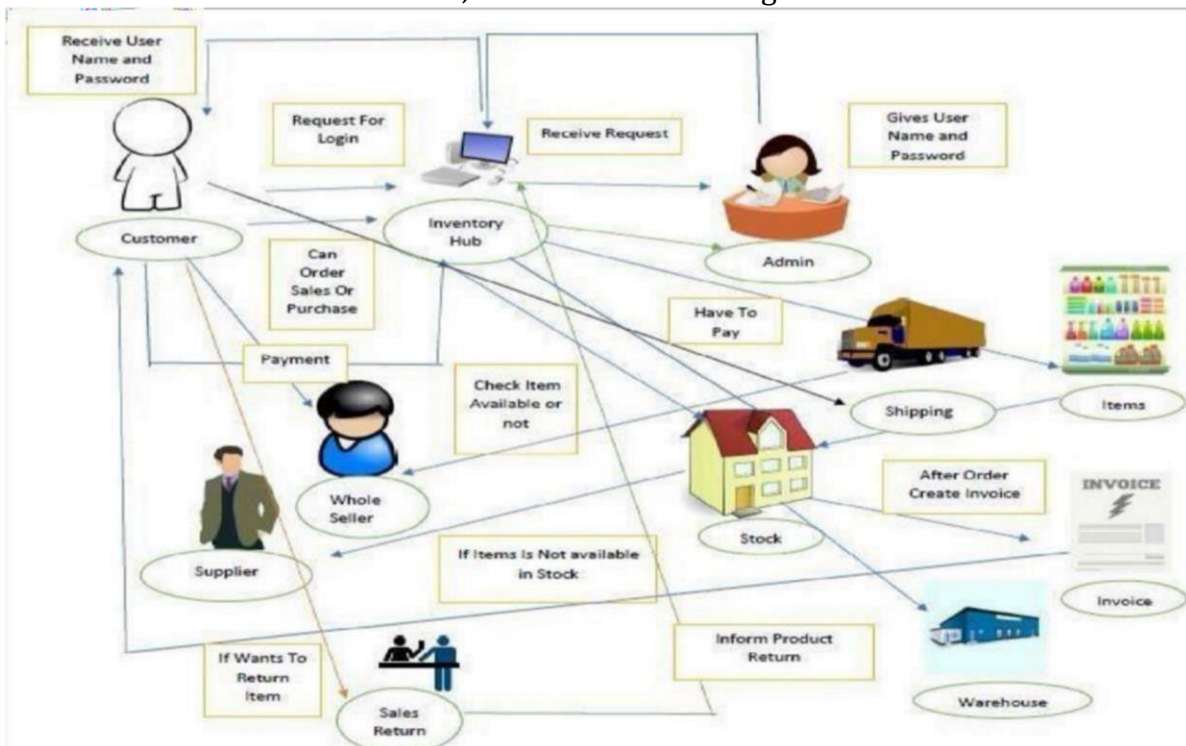 Receive User
Name and
Password
Request For
Login
Receive Request
Gives User
Name and
Password
Customer
Inventory
Hub
Admin
Can
Order
Sales Or
Purchase
Have To
Pay
Payment
Check Item
Available or
not
Shipping
Items
Whole
Seller
After Order
Create Invoice
INVOICE
Stock
Supplier
If Items Is Not available
in Stock
Invoice
If Wants To
Return
Item
Inform Product
Return
Sales
Return
Warehouse